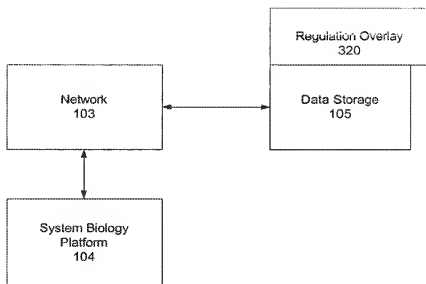 Regulation Overlay
320
Network
103
Data Storage
105
System Biology
Platform
104